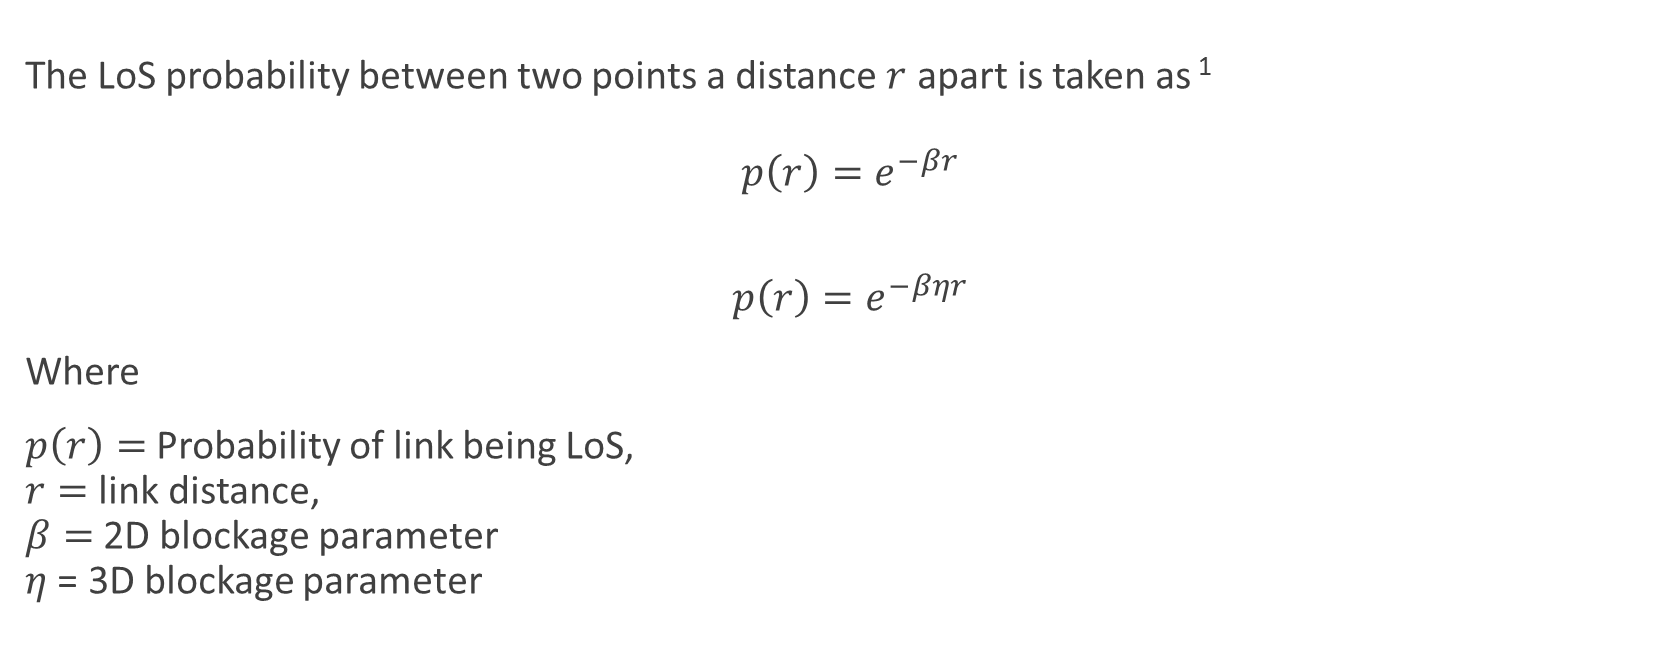 The LoS probability between two points a distance r apart is taken as ¹
p(r) = e^{−βr}
p(r) = e^{−βηr}
Where
p(r) = Probability of link being LoS,
r = link distance,
β = 2D blockage parameter
η = 3D blockage parameter